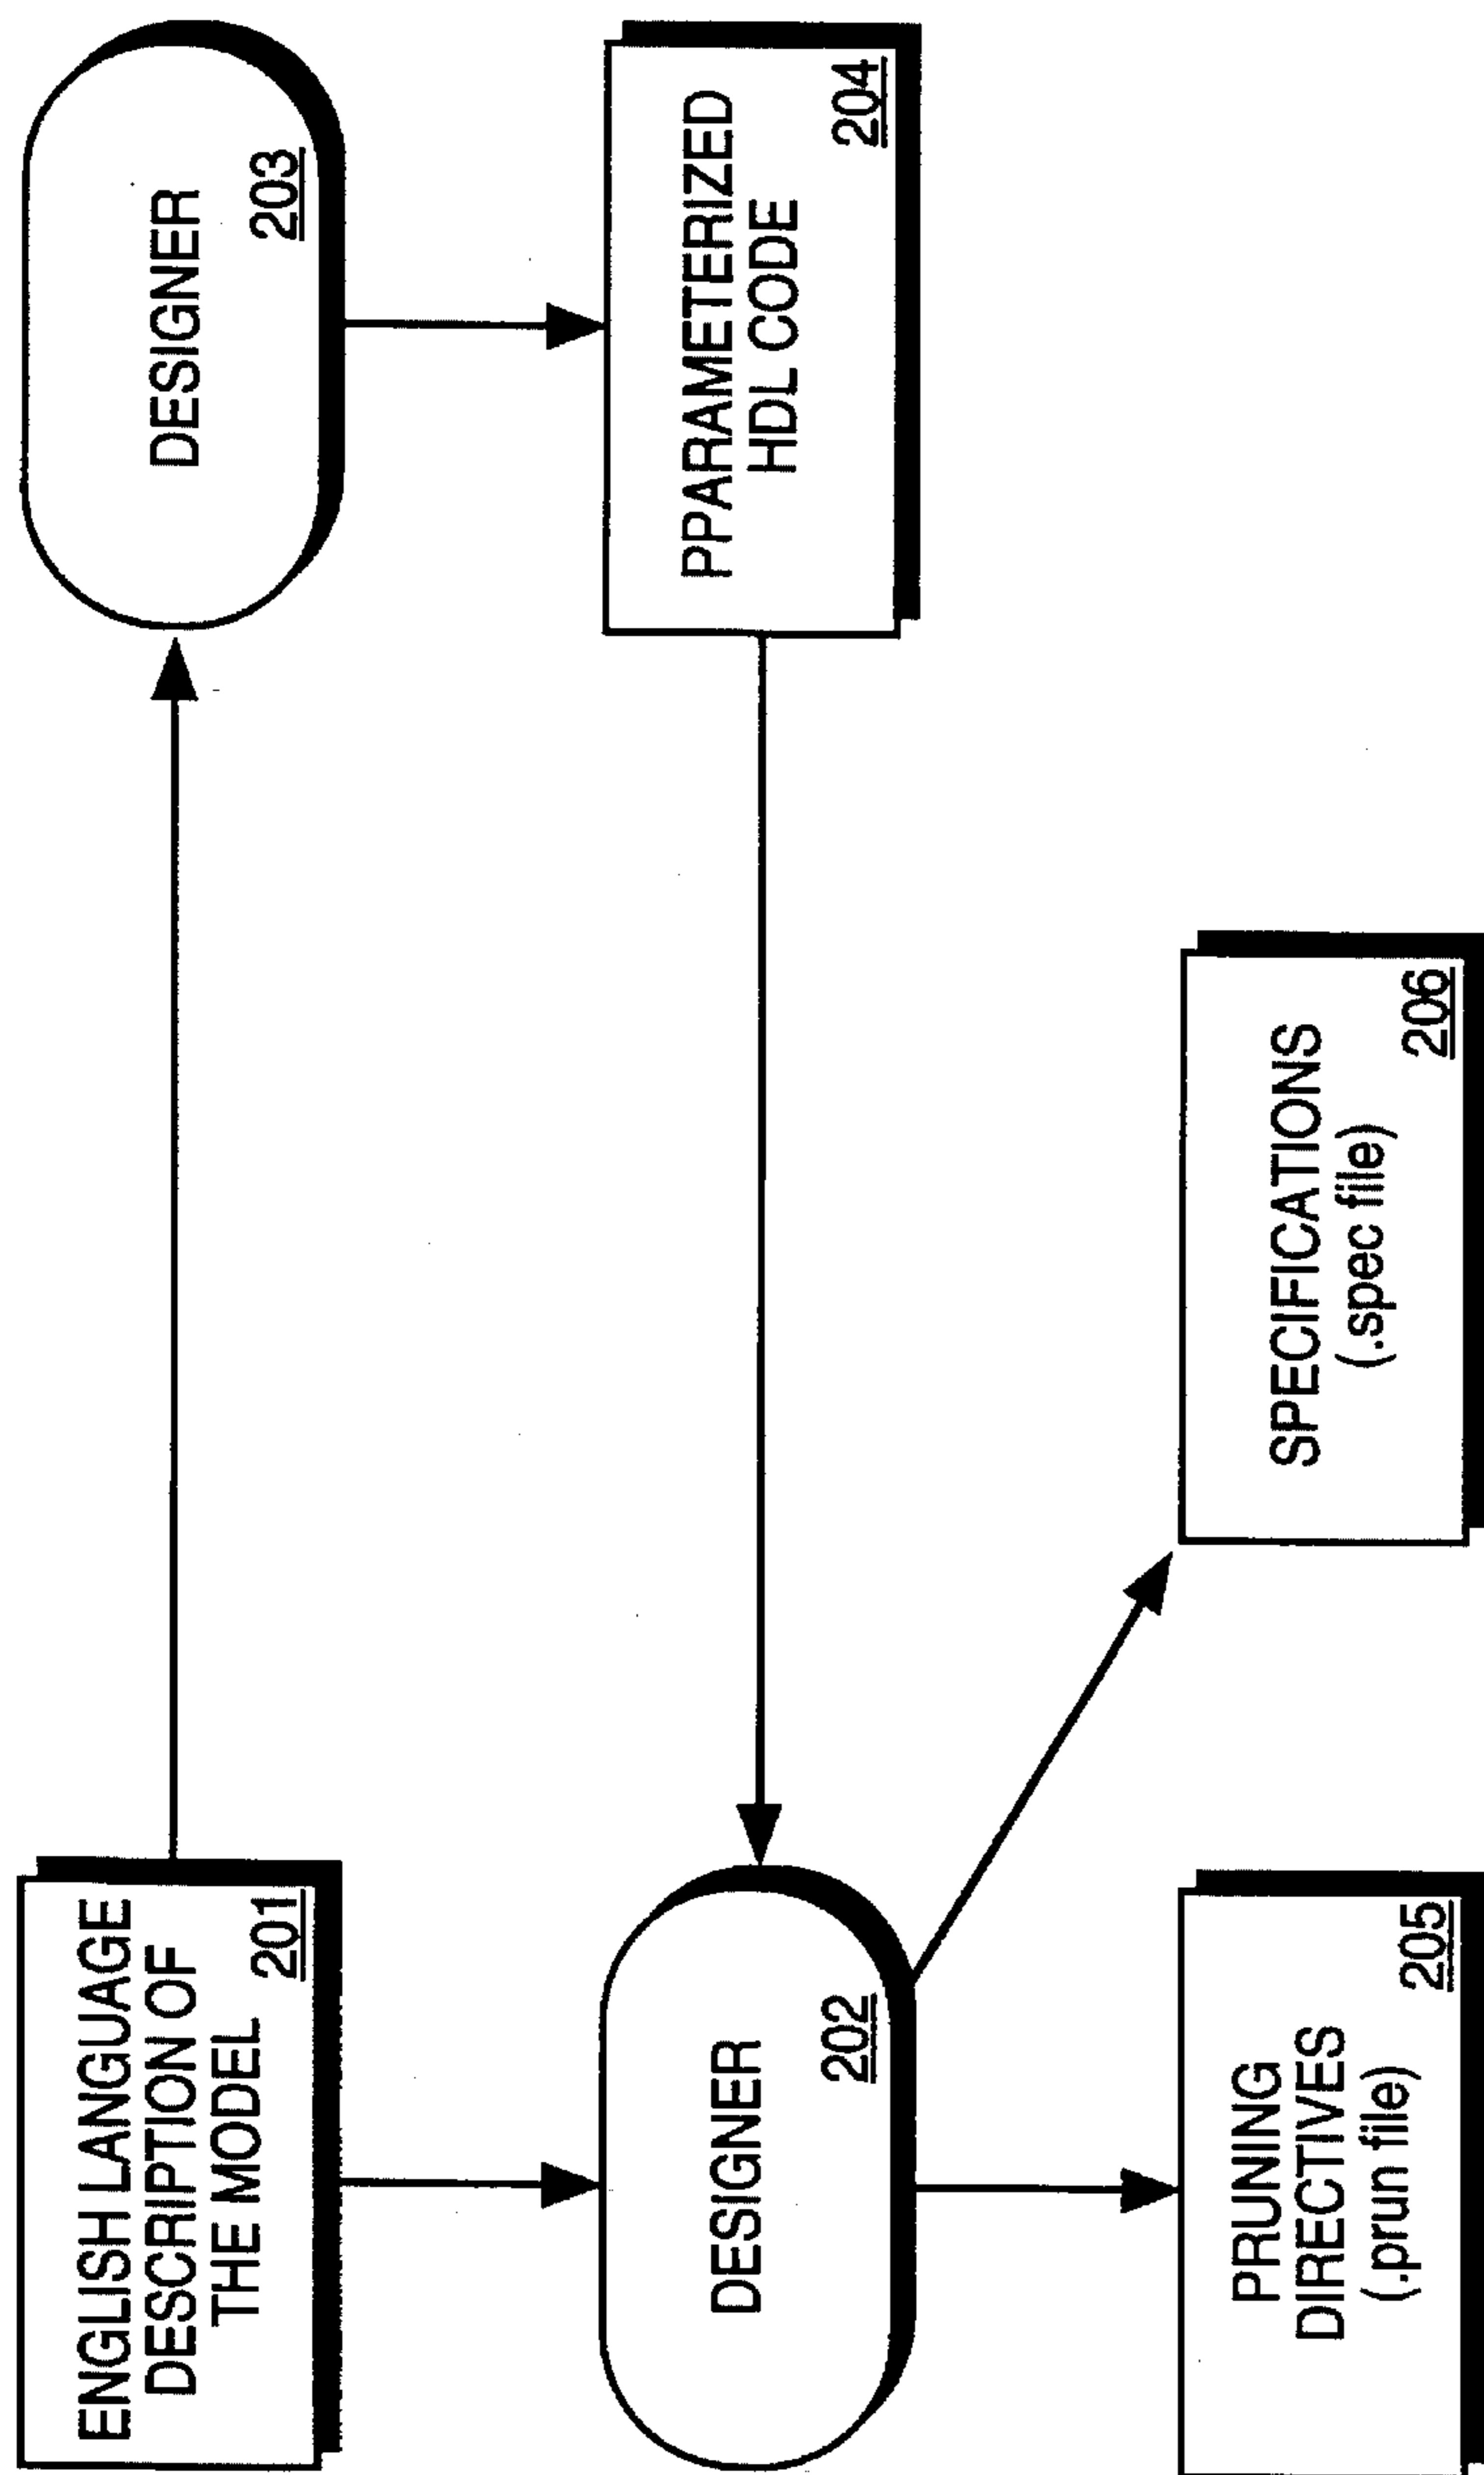 ENGLISH LANGUAGE
DESCRIPTION OF
THE MODEL
201
DESIGNER
203
DESIGNER
202
PPARAMETERIZED
HDL CODE
204
PRUNING
DIRECTIVES
(.prun file)
205
SPECIFICATIONS
(.spec file)
206